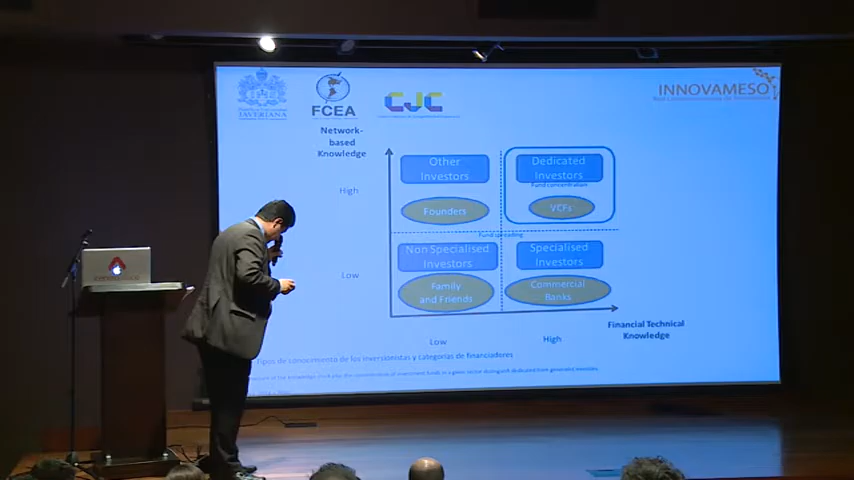 JAVERIANA
FCEA
CJC
INNOVAMESO
Network-
based
Knowledge
High
Low
Other
Investors
Founders
Dedicated
Investors
Fund concentration
VCFs
Fund spreading
Non Specialised
Investors
Family
and Friends
Specialised
Investors
Commercial
Banks
Low
High
Financial Technical
Knowledge
Tipos de conocimiento de los inversionistas y categorías de financiadores